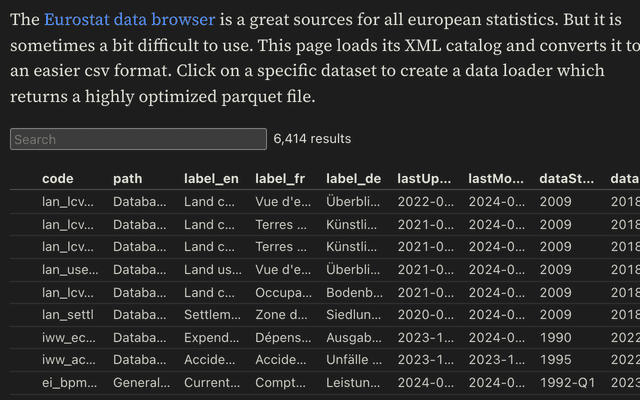 The Eurostat data browser is a great sources for all european statistics. But it is
sometimes a bit difficult to use. This page loads its XML catalog and converts it to
an easier csv format. Click on a specific dataset to create a data loader which
returns a highly optimized parquet file.
Search 6,414 results
code path label_en label_fr label_de lastUp... lastMo... dataSt... data
lan_lcv... Databa... Land c... Vue d'e... Überbli... 2022-0... 2024-0... 2009 2018
lan_lcv... Databa... Land c... Terres ... Künstli... 2021-0... 2024-0... 2009 2018
lan_lcv... Databa... Land c... Terres ... Künstli... 2021-0... 2024-0... 2009 2018
lan_use... Databa... Land us... Vue d'e... Überbli... 2021-0... 2024-0... 2009 2018
lan_lcv... Databa... Land c... Occupa... Bodenb... 2021-0... 2024-0... 2009 2018
lan_settl Databa... Settlem... Zone d... Siedlun... 2020-0... 2024-0... 2009 2018
iww_ec... Databa... Expend... Dépens... Ausgab... 2023-1... 2024-0... 1990 2022
iww_ac... Databa... Accide... Accide... Unfälle ... 2023-1... 2023-1... 1995 2022
ei_bpm... General... Current... Compt... Leistun... 2024-0... 2024-0... 1992-Q1 2023